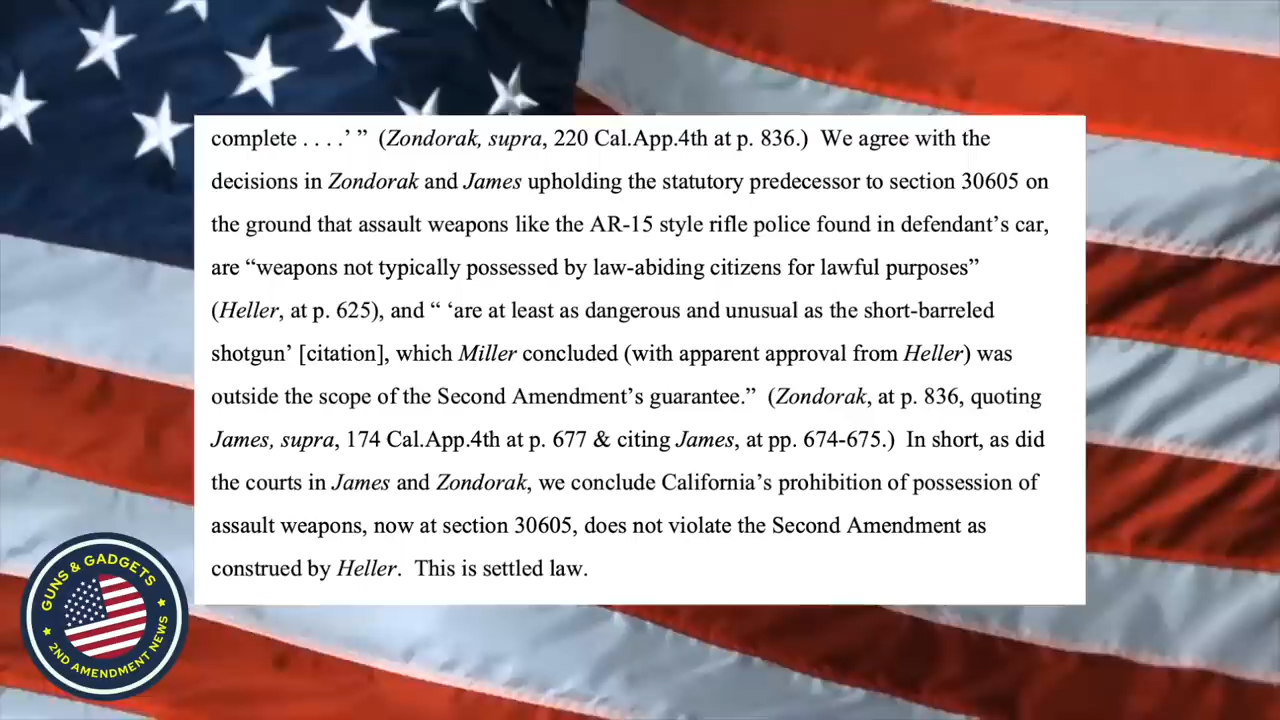 complete . . . .’ ” (Zondorak, supra, 220 Cal.App.4th at p. 836.) We agree with the
decisions in Zondorak and James upholding the statutory predecessor to section 30605 on
the ground that assault weapons like the AR-15 style rifle police found in defendant’s car,
are “weapons not typically possessed by law-abiding citizens for lawful purposes”
(Heller, at p. 625), and “ ‘are at least as dangerous and unusual as the short-barreled
shotgun’ [citation], which Miller concluded (with apparent approval from Heller) was
outside the scope of the Second Amendment’s guarantee.” (Zondorak, at p. 836, quoting
James, supra, 174 Cal.App.4th at p. 677 & citing James, at pp. 674-675.) In short, as did
the courts in James and Zondorak, we conclude California’s prohibition of possession of
assault weapons, now at section 30605, does not violate the Second Amendment as
construed by Heller. This is settled law.
GUNS & GADGETS
2ND AMENDMENT NEWS